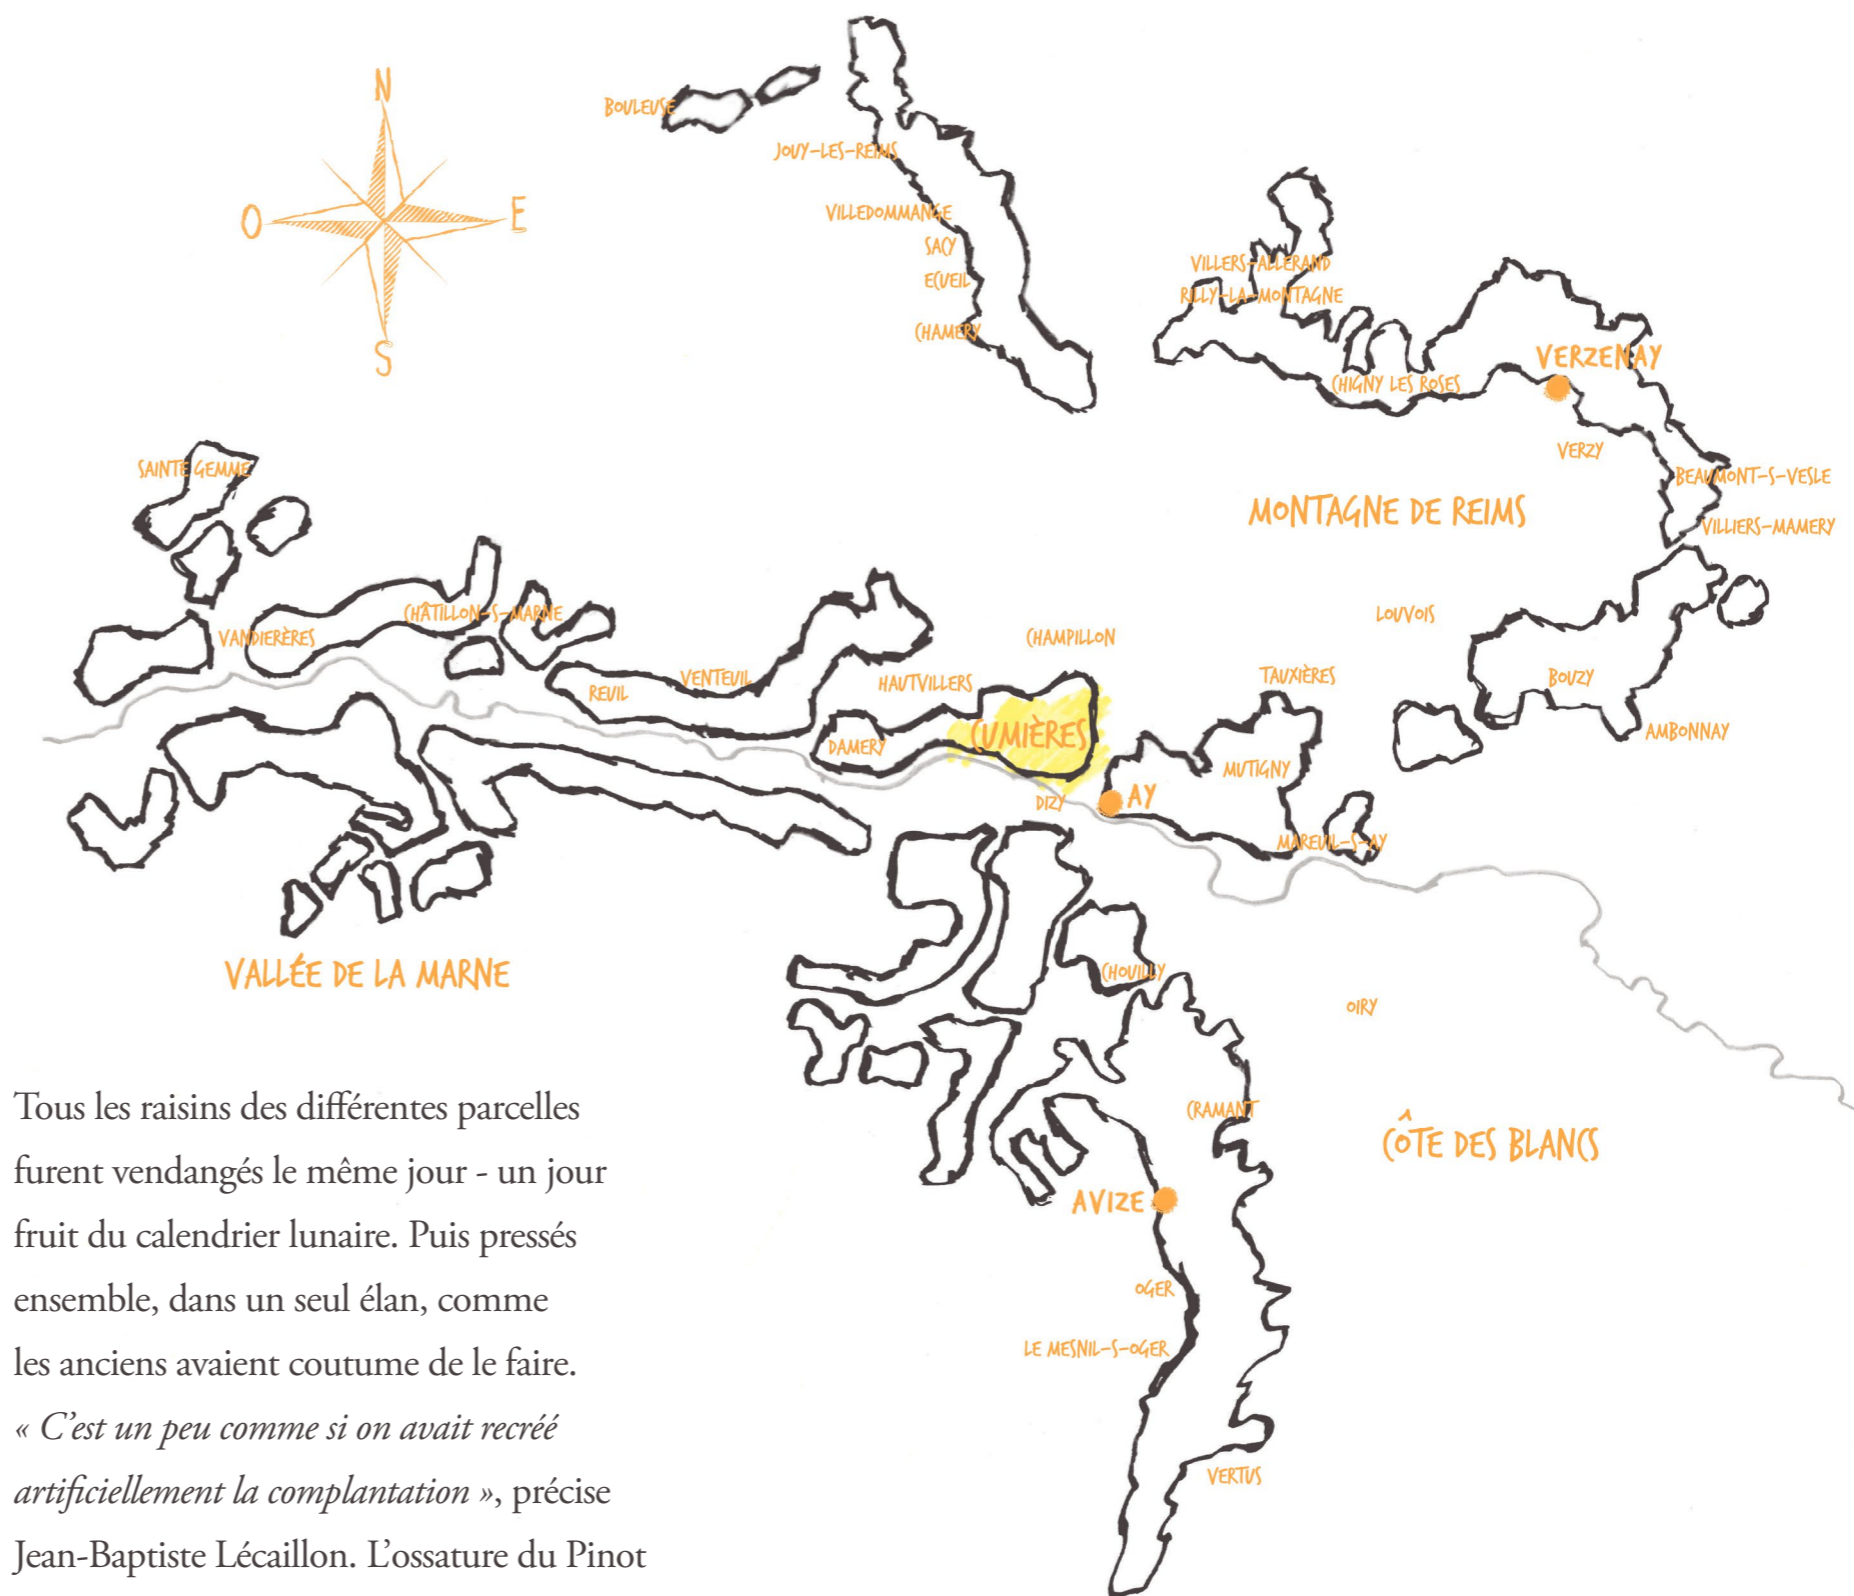 N
BOULEUSE
JOUY-LES-REIMS
O
E
VILLEDOMMANGE
SACY
ECUEIL
CHAMERY
S
VILLERS-ALLERAND
RILLY-LA-MONTAGNE
VERZENAY
CHIGNY LES ROSES
VERZY
BEAUMONT-S-VESLE
MONTAGNE DE REIMS
VILLIERS-MAMERY
SAINTE GEMME
CHÂTILLON-S-MARNE
VANDIERÈRES
CHAMPILLON
LOUVOIS
REUIL
VENTEUIL
HAUTVILLERS
TAUXIÈRES
BOUZY
DAMERY
CUMIÈRES
AMBONNAY
MUTIGNY
DIZY
AY
MAREUIL-S-AY
VALLÉE DE LA MARNE
CHOUILLY
OIRY
CRAMANT
CÔTE DES BLANCS
AVIZE
OGER
LE MESNIL-S-OGER
VERTUS
Tous les raisins des différentes parcelles
furent vendangés le même jour - un jour
fruit du calendrier lunaire. Puis pressés
ensemble, dans un seul élan, comme
les anciens avaient coutume de le faire.
« C’est un peu comme si on avait recréé
artificiellement la complantation », précise
Jean-Baptiste Lécaillon. L’ossature du Pinot